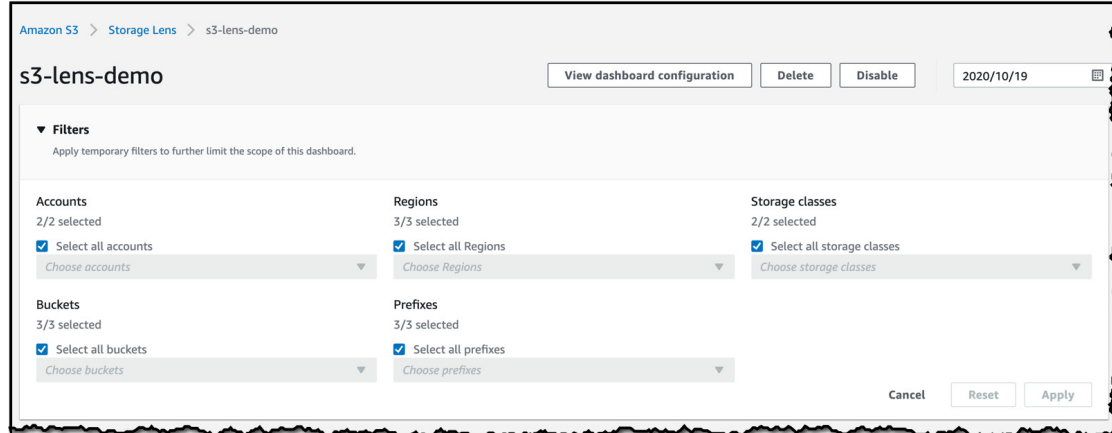 Amazon S3 > Storage Lens > s3-lens-demo
s3-lens-demo
View dashboard configuration Delete Disable 2020/10/19
Filters
Apply temporary filters to further limit the scope of this dashboard.
Accounts Regions Storage classes
2/2 selected 3/3 selected 2/2 selected
Select all accounts Select all Regions Select all storage classes
Choose accounts Choose Regions Choose storage classes
Buckets Prefixes
3/3 selected 3/3 selected
Select all buckets Select all prefixes
Choose buckets Choose prefixes
Cancel Reset Apply